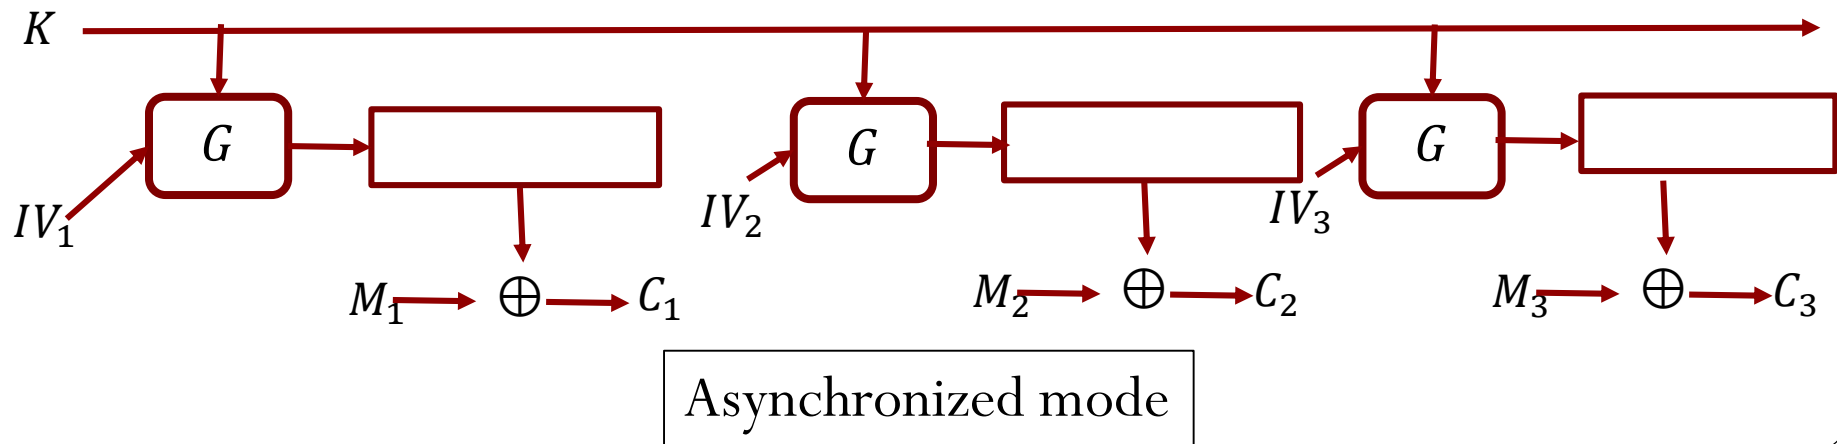 K
G G G
IV₁ IV₂ IV₃
M₁ ⊕ C₁ M₂ ⊕ C₂ M₃ ⊕ C₃
Asynchronized mode